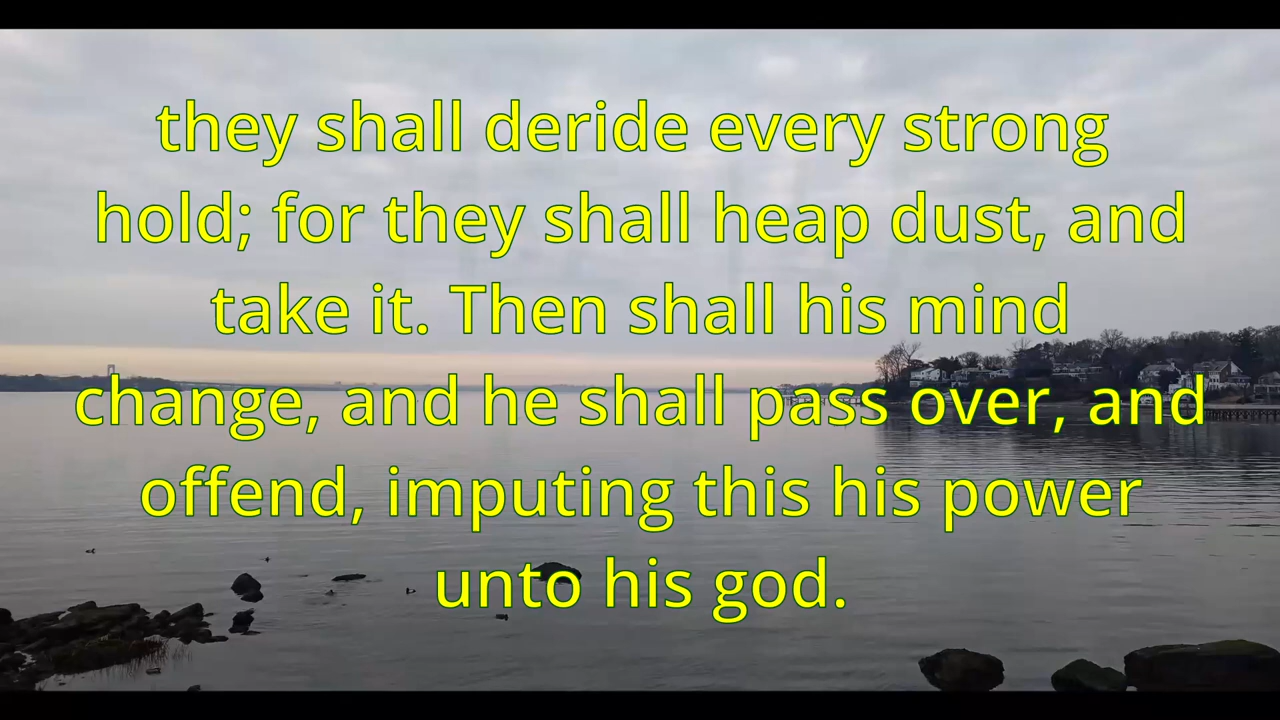 they shall deride every strong
hold; for they shall heap dust, and
take it. Then shall his mind
change, and he shall pass over, and
offend, imputing this his power
unto his god.